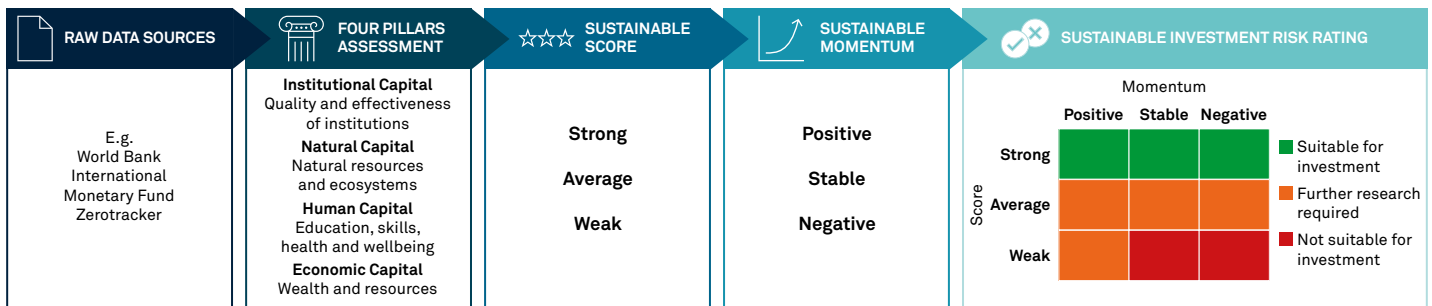 RAW DATA SOURCES
E.g.
World Bank
International
Monetary Fund
Zerotracker
FOUR PILLARS
ASSESSMENT
Institutional Capital
Quality and effectiveness
of institutions
Natural Capital
Natural resources
and ecosystems
Human Capital
Education, skills,
health and wellbeing
Economic Capital
Wealth and resources
SUSTAINABLE
SCORE
Strong
Average
Weak
SUSTAINABLE
MOMENTUM
Positive
Stable
Negative
SUSTAINABLE INVESTMENT RISK RATING
Momentum
Positive Stable Negative
Score
Strong
Average
Weak
Suitable for
investment
Further research
required
Not suitable for
investment